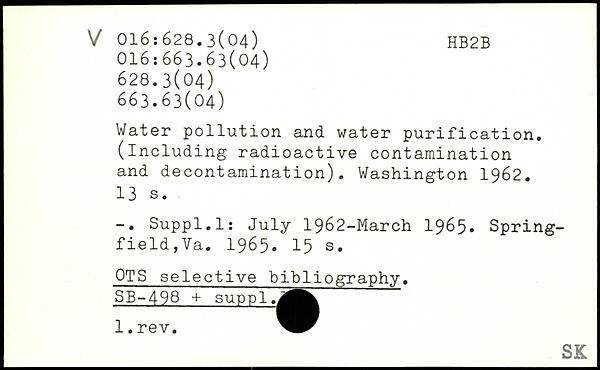 V 016:628.3(04) HB2B
016:663.63(04)
628.3(04)
663.63(04)
Water pollution and water purification.
(Including radioactive contamination
and decontamination). Washington 1962.
13 s.
-. Suppl.1: July 1962-March 1965. Spring-
field,Va. 1965. 15 s.
OTS selective bibliography.
SB-498 + suppl.
1.rev.
SK